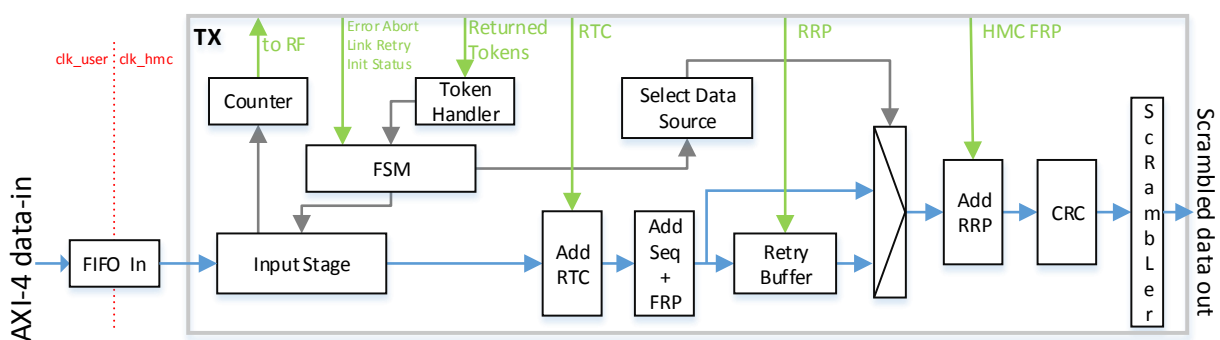 TX
to RF
Error Abort
Link Retry
Init Status
Returned
Tokens
RTC
RRP
HMC FRP
clk_user
clk_hmc
Counter
Token
Handler
Select Data
Source
FSM
AXI-4 data-in
FIFO In
Input Stage
Add
RTC
Add
Seq
+
FRP
Retry
Buffer
Add
RRP
CRC
ScRambLer
Scrambled data out